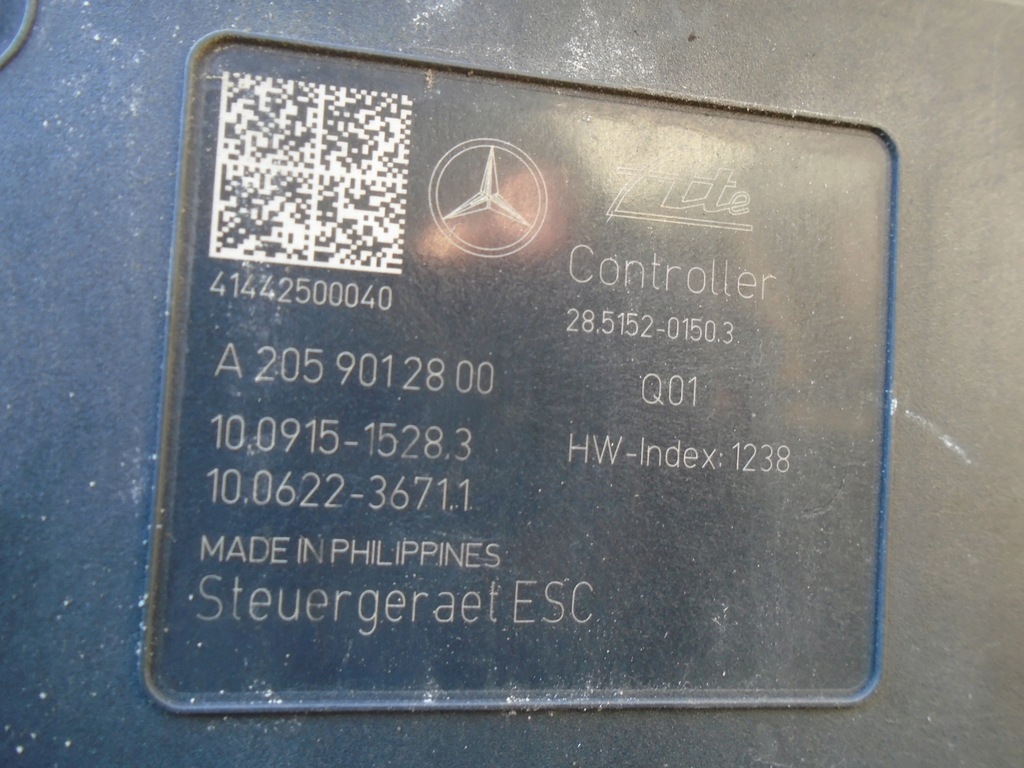 Ate
Controller
28.5152-0150.3
Q01
HW-Index: 1238
41442500040
A 205 901 28 00
10.0915-1528.3
10.0622-3671.1
MADE IN PHILIPPINES
Steuergeraet ESC